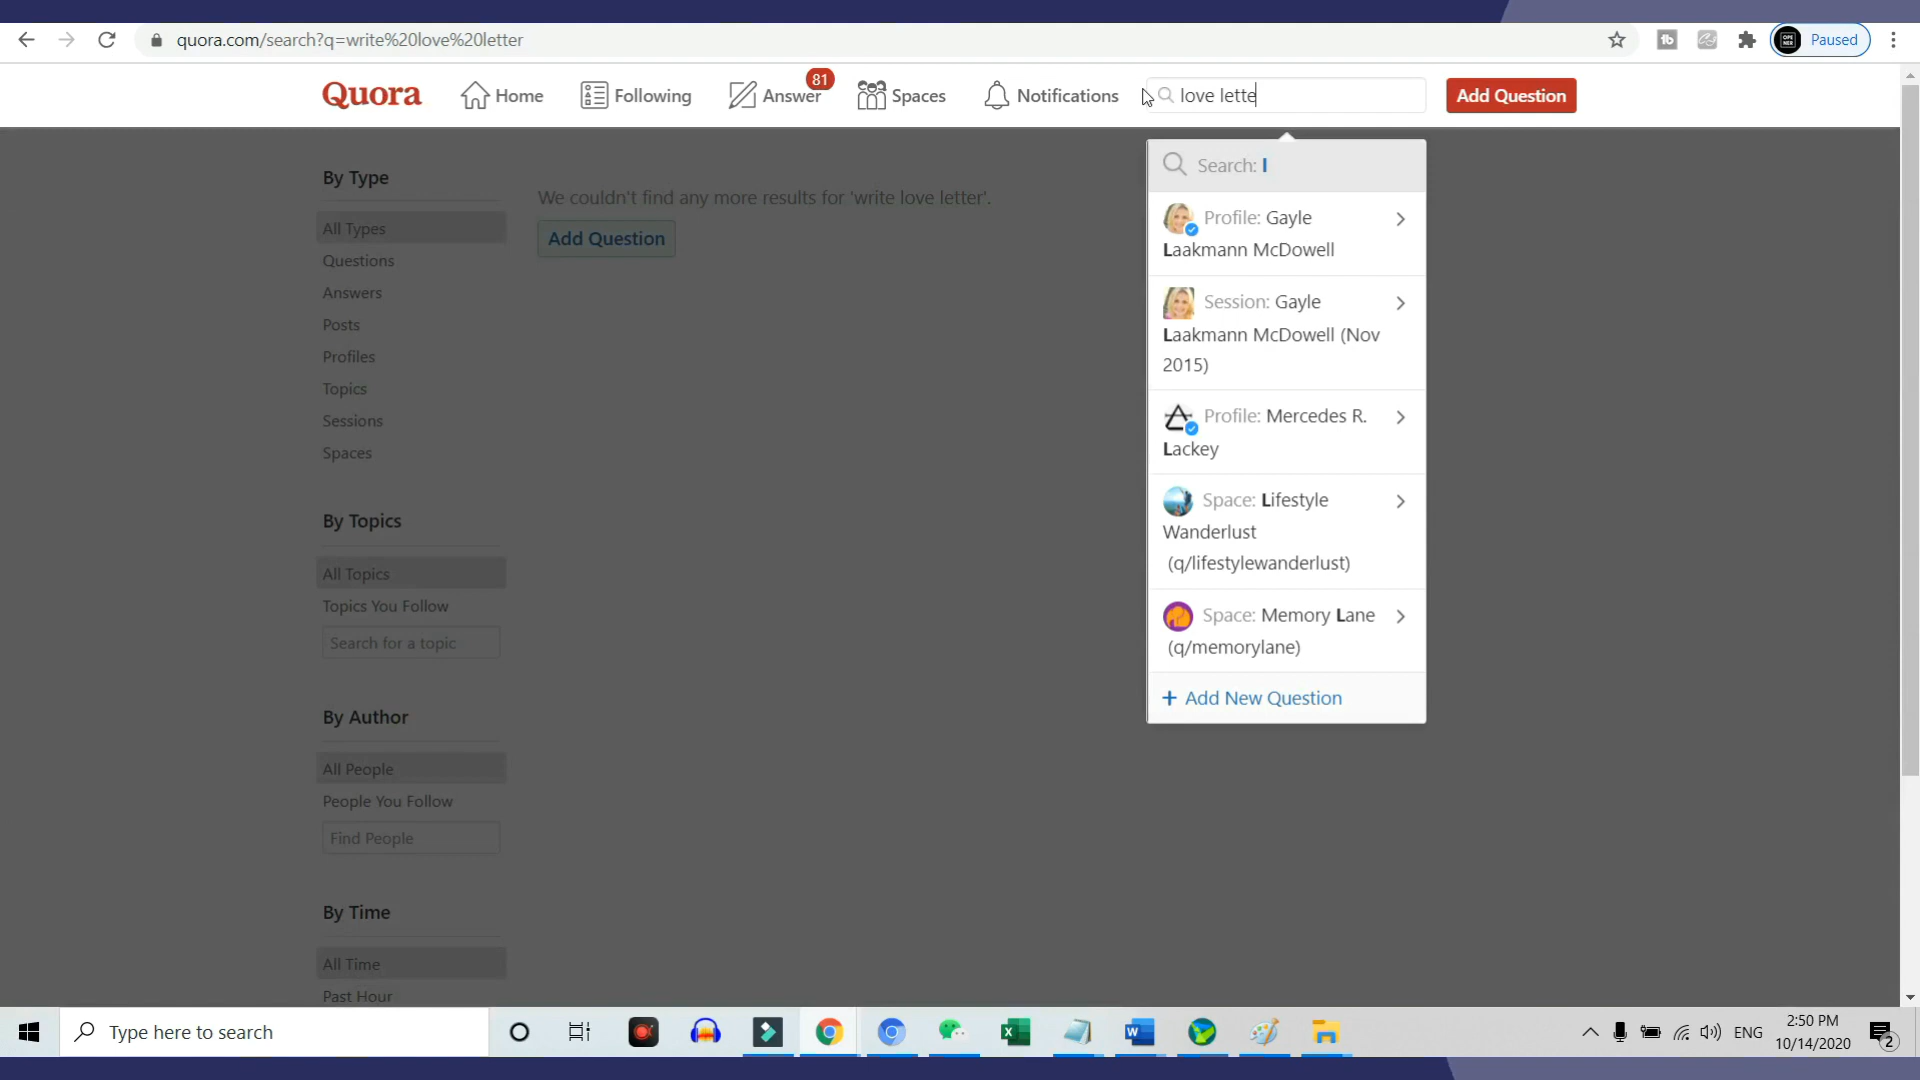 quora.com/search?q=write%20love%20letter
Paused
Quora
Home
Following
Answer
81
Spaces
Notifications
love lette
Add Question
Search: l
Profile: Gayle
Laakmann McDowell
Session: Gayle
Laakmann McDowell (Nov
2015)
Profile: Mercedes R.
Lackey
Space: Lifestyle
Wanderlust
(q/lifestylewanderlust)
Space: Memory Lane
(q/memorylane)
+ Add New Question
By Type
All Types
Questions
Answers
Posts
Profiles
Topics
Sessions
Spaces
We couldn't find any more results for 'write love letter'.
Add Question
By Topics
All Topics
Topics You Follow
Search for a topic
By Author
All People
People You Follow
Find People
By Time
All Time
Past Hour
Type here to search
ENG
2:50 PM
10/14/2020
2